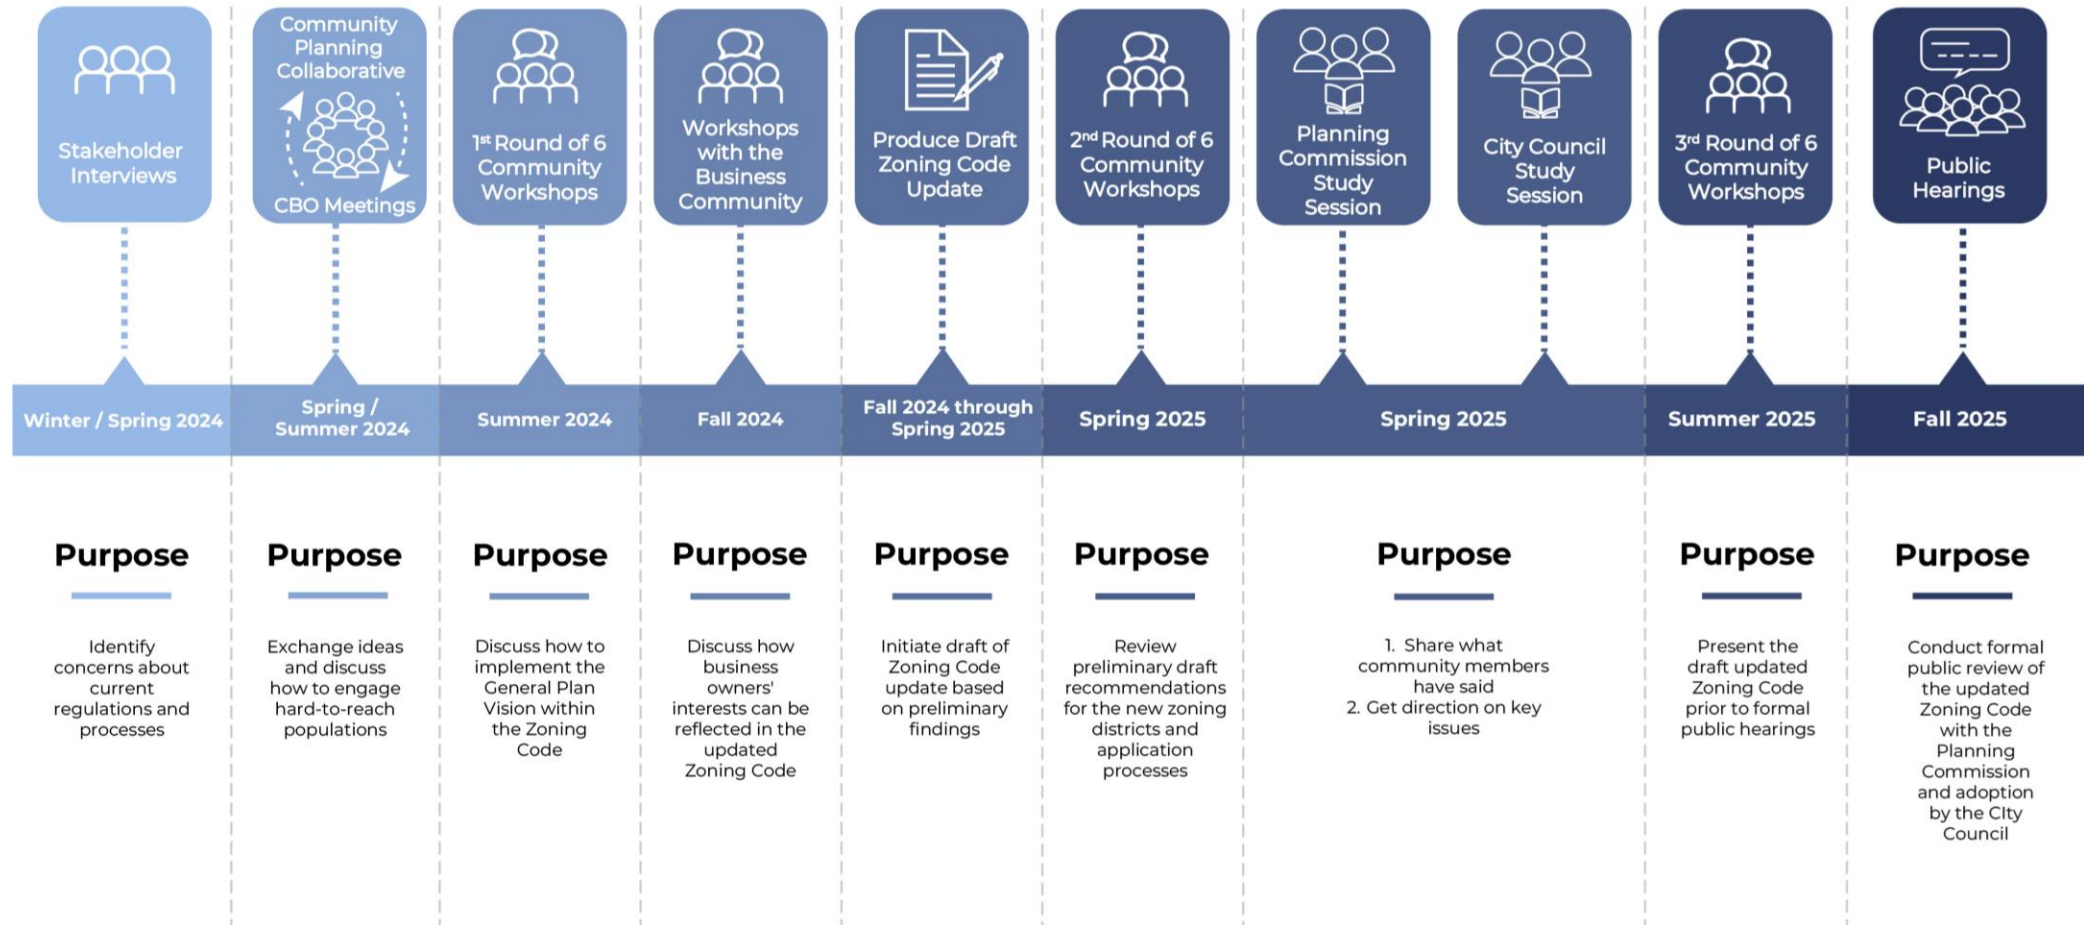 Stakeholder
Interviews
Community
Planning
Collaborative
CBO Meetings
1st Round of 6
Community
Workshops
Workshops
with the
Business
Community
Produce Draft
Zoning Code
Update
2nd Round of 6
Community
Workshops
Planning
Commission
Study
Session
City Council
Study
Session
3rd Round of 6
Community
Workshops
Public
Hearings
Winter / Spring 2024
Spring /
Summer 2024
Summer 2024
Fall 2024
Fall 2024 through
Spring 2025
Spring 2025
Spring 2025
Summer 2025
Fall 2025
Purpose
Identify
concerns about
current
regulations and
processes
Purpose
Exchange ideas
and discuss
how to engage
hard-to-reach
populations
Purpose
Discuss how to
implement the
General Plan
Vision within
the Zoning
Code
Purpose
Discuss how
business
owners'
interests can be
reflected in the
updated
Zoning Code
Purpose
Initiate draft of
Zoning Code
update based
on preliminary
findings
Purpose
Review
preliminary draft
recommendations
for the new zoning
districts and
application
processes
Purpose
1. Share what
community members
have said
2. Get direction on key
issues
Purpose
Present the
draft updated
Zoning Code
prior to formal
public hearings
Purpose
Conduct formal
public review of
the updated
Zoning Code
with the
Planning
Commission
and adoption
by the CIty
Council